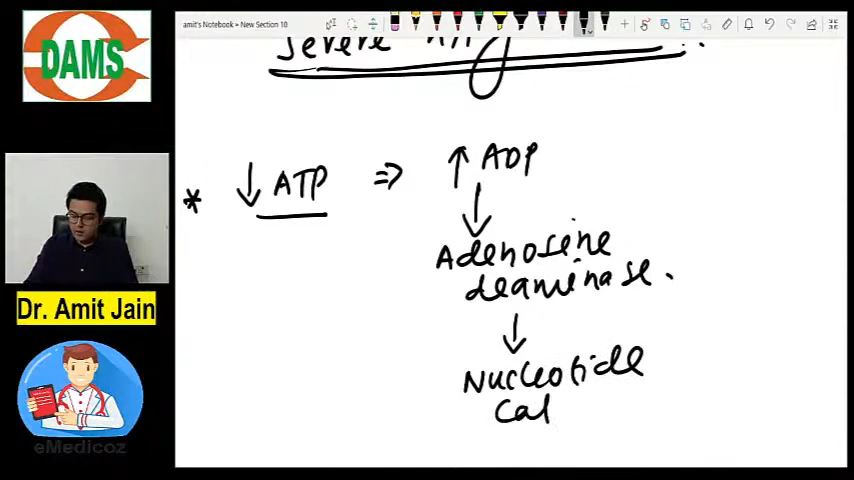 DAMS
amit's Notebook > New Section 10
severe
* ↓ ATP ⇒ ↑ ADP
↓
Adenosine
deaminase.
↓
Nucleotide
Cal
Dr. Amit Jain
eMedicoz